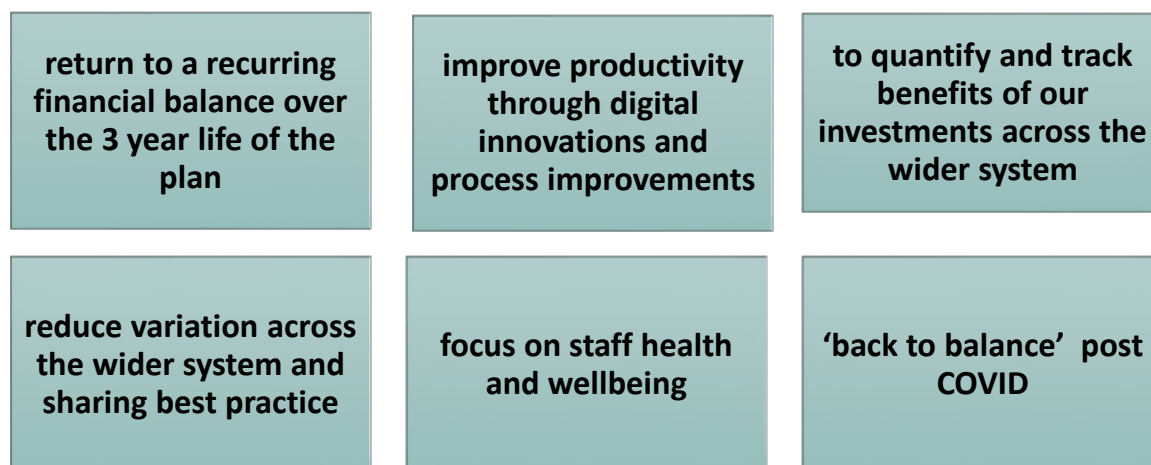 return to a recurring
financial balance over
the 3 year life of the
plan
improve productivity
through digital
innovations and
process improvements
to quantify and track
benefits of our
investments across the
wider system
reduce variation across
the wider system and
sharing best practice
focus on staff health
and wellbeing
‘back to balance’  post
COVID